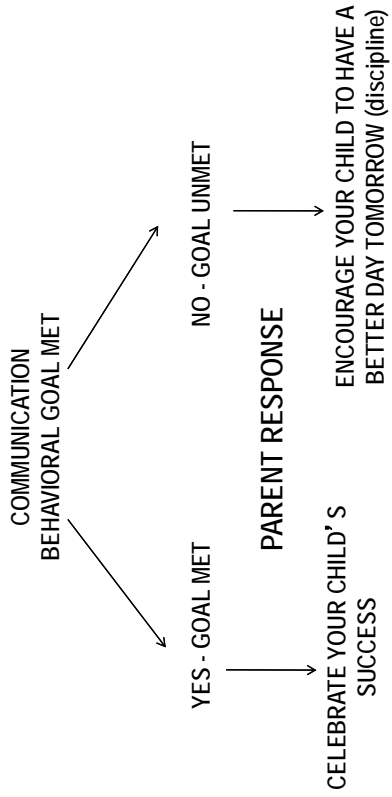 COMMUNICATION
BEHAVIORAL GOAL MET
YES - GOAL MET
NO - GOAL UNMET
PARENT RESPONSE
CELEBRATE YOUR CHILD’S
SUCCESS
ENCOURAGE YOUR CHILD TO HAVE A
BETTER DAY TOMORROW (discipline)